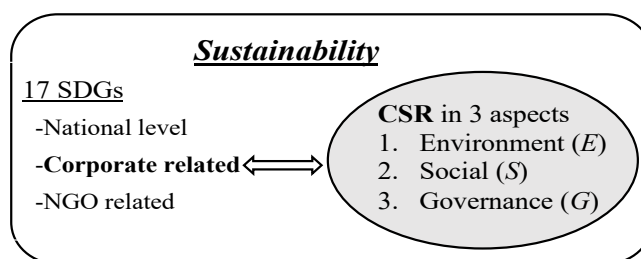 Sustainability
17 SDGs
-National level
-Corporate related
-NGO related
CSR in 3 aspects
1. Environment (E)
2. Social (S)
3. Governance (G)